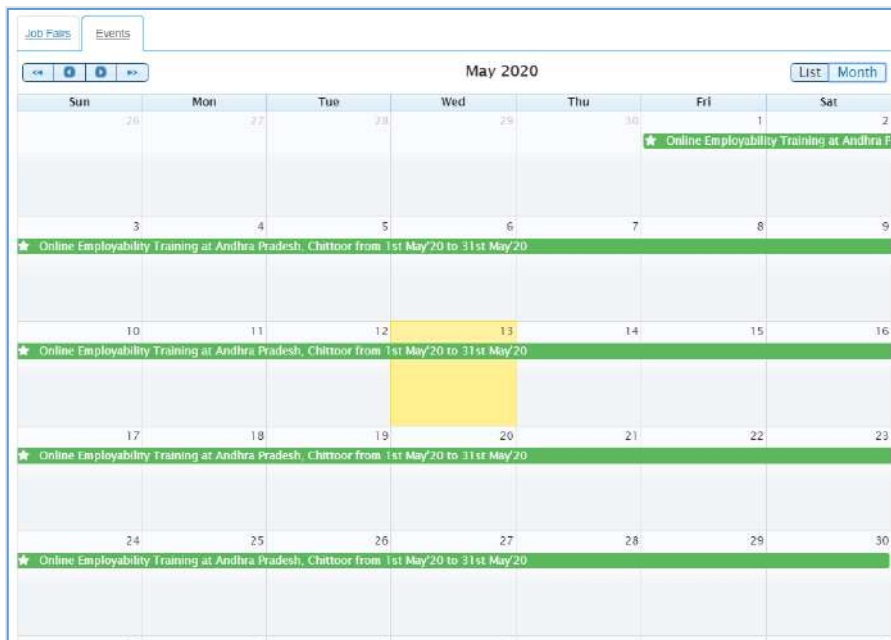 Job Fairs Events
May 2020 List Month
Sun Mon Tue Wed Thu Fri Sat
26 27 28 29 30 1 2
Online Employability Training at Andhra P
3 4 5 6 7 8 9
Online Employability Training at Andhra Pradesh, Chittoor from 1st May'20 to 31st May'20
10 11 12 13 14 15 16
Online Employability Training at Andhra Pradesh, Chittoor from 1st May'20 to 31st May'20
17 18 19 20 21 22 23
Online Employability Training at Andhra Pradesh, Chittoor from 1st May'20 to 31st May'20
24 25 26 27 28 29 30
Online Employability Training at Andhra Pradesh, Chittoor from 1st May'20 to 31st May'20